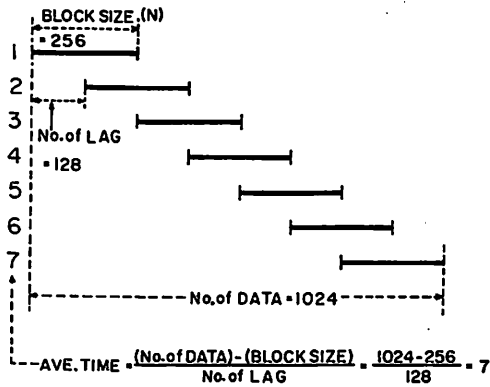 BLOCK SIZE.(N)
= 256
1
2
No. of LAG
= 128
3
4
5
6
7
No. of DATA = 1024
AVE. TIME = (No. of DATA) - (BLOCK SIZE) / No. of LAG = 1024 - 256 / 128 = 7